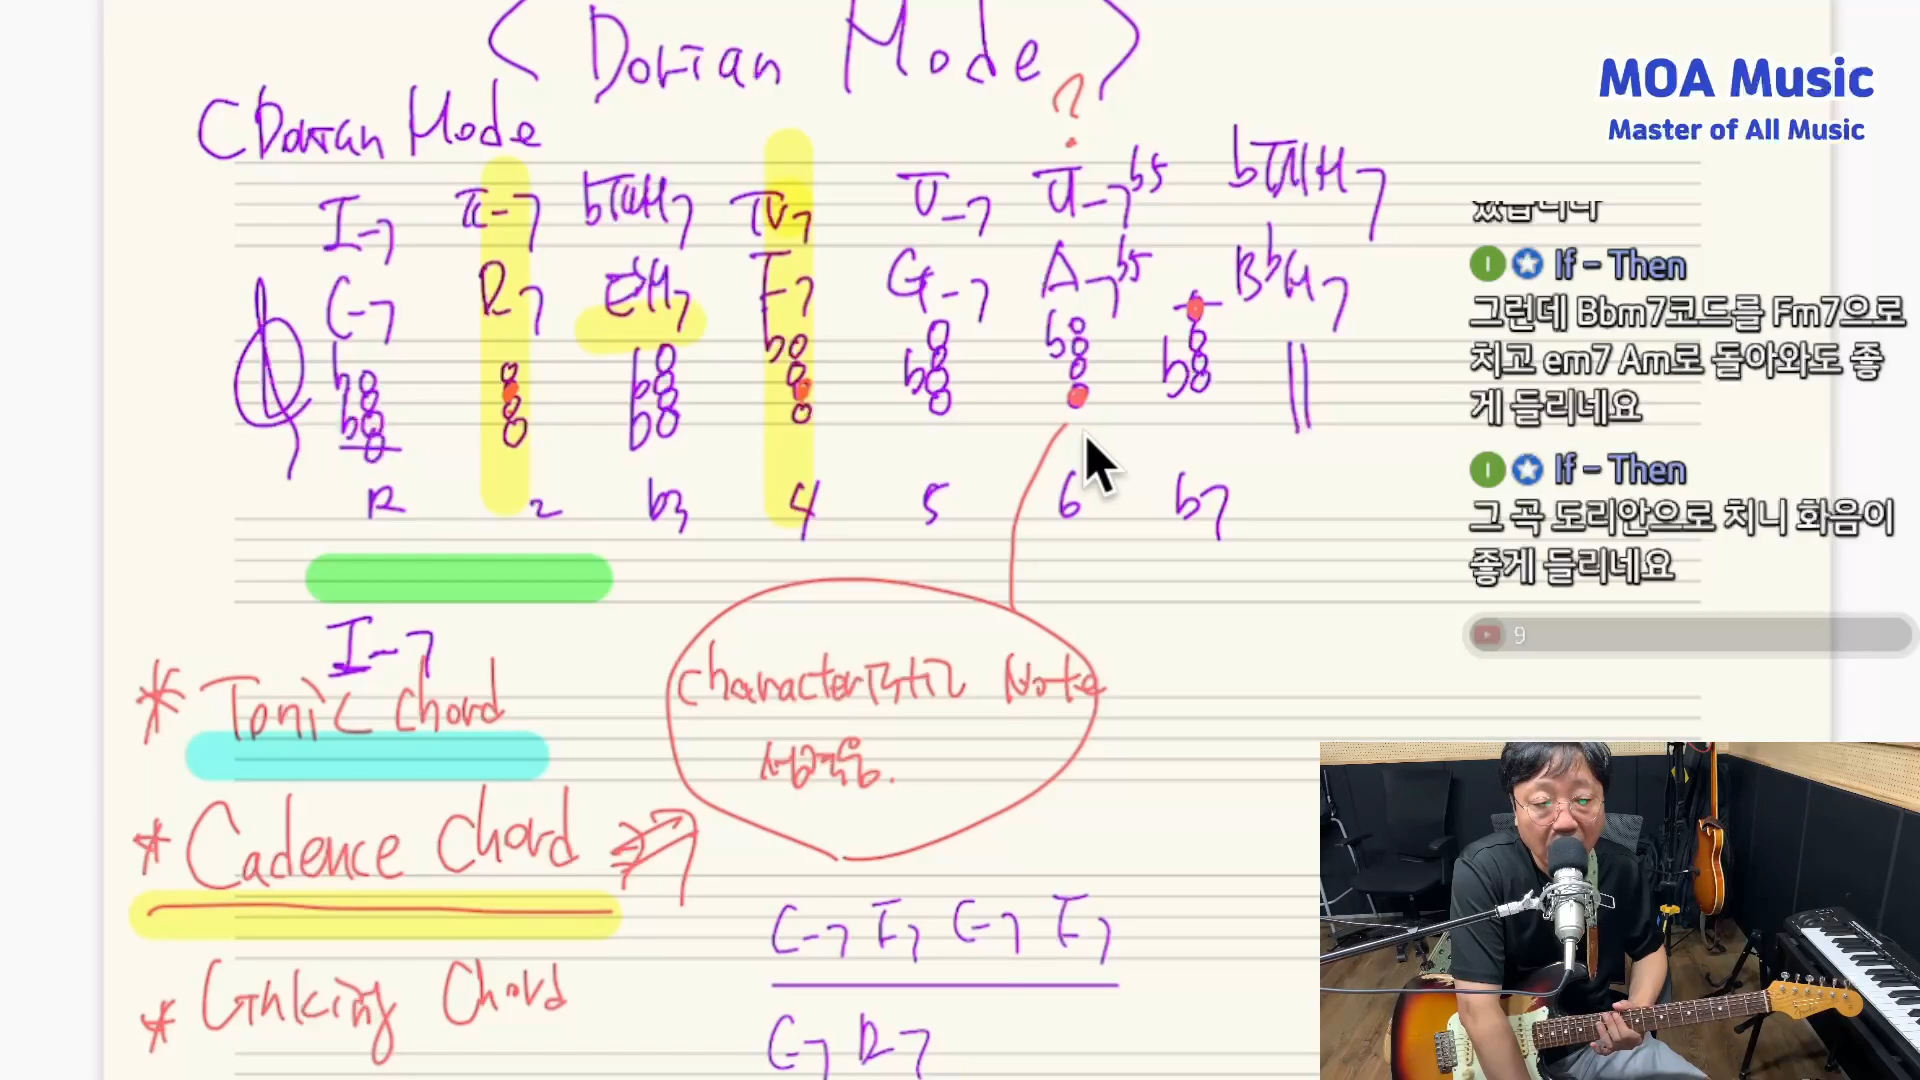 < Dorian Mode >
C Dorian Mode
?
I-7 II-7 bIIIM7 IV7 V-7 VI-7b5 bVIIM7
C-7 D-7 EbM7 F7 G-7 A-7b5 BbM7
R 2 b3 4 5 6 b7
I-7
* Tonic Chord
Characteristic Note
* Cadence Chord
C-7 F7 C-7 F7
* Linking Chord
C-7 D-7
MOA Music
Master of All Music
었습니다
If - Then
그런데 Bbm7코드를 Fm7으로
치고 em7 Am로 돌아와도 좋
게 들리네요
If - Then
그 곡 도리안으로 치니 화음이
좋게 들리네요
9